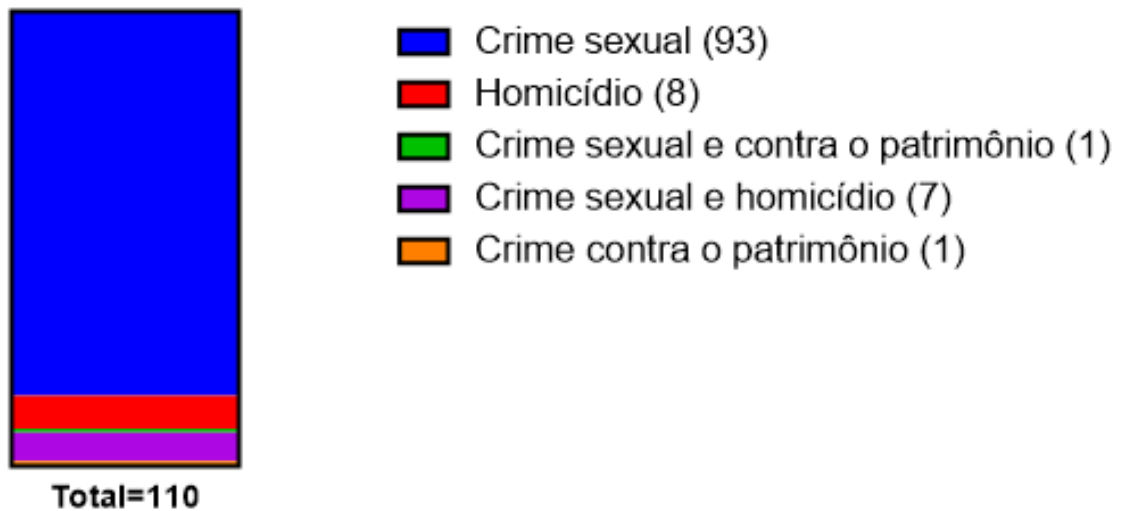 Crime sexual (93)
Homicídio (8)
Crime sexual e contra o patrimônio (1)
Crime sexual e homicídio (7)
Crime contra o patrimônio (1)
Total=110